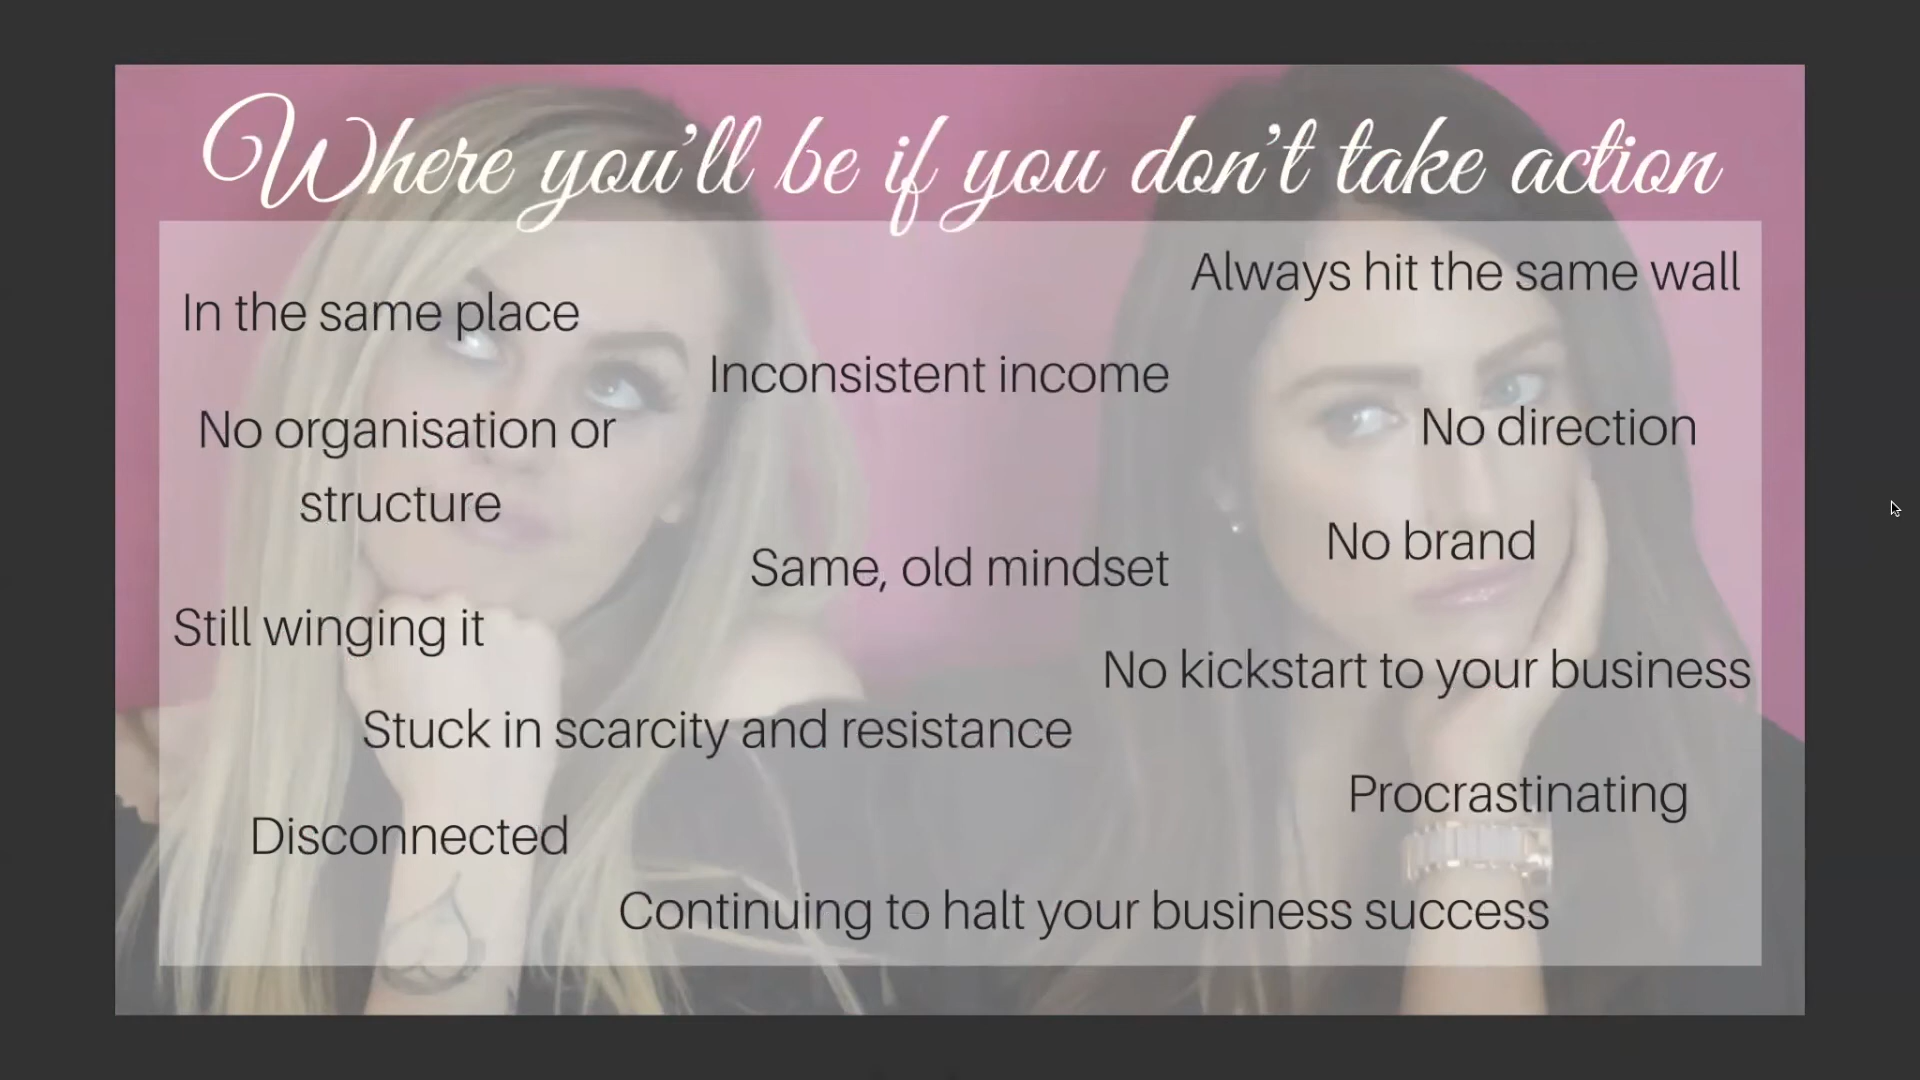 Where you'll be if you don't take action
Always hit the same wall
In the same place
Inconsistent income
No direction
No organisation or
structure
No brand
Same, old mindset
Still winging it
No kickstart to your business
Stuck in scarcity and resistance
Procrastinating
Disconnected
Continuing to halt your business success